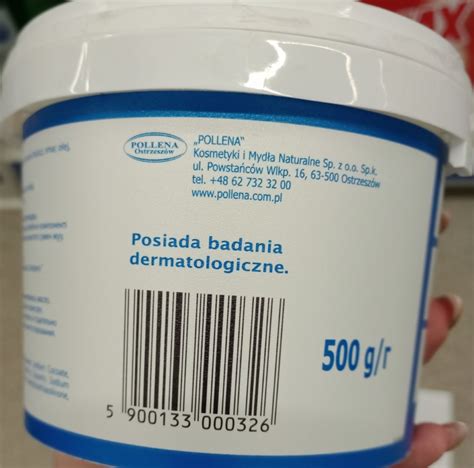 POLLENA
Ostrzeszów
„POLLENA"
Kosmetyki i Mydła Naturalne Sp. z o.o. Sp.k.
ul. Powstańców Wlkp. 16, 63-500 Ostrzeszów
tel. +48 62 732 32 00
www.pollena.com.pl
Posiada badania
dermatologiczne.
500 g/г
5 900133 000326